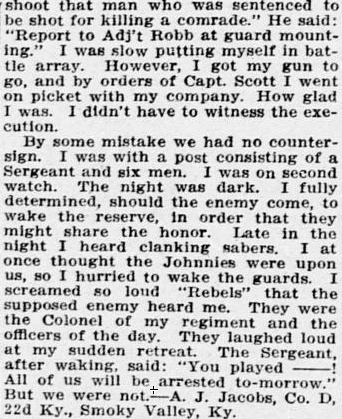 shoot that man who was sentenced to
be shot for killing a comrade." He said:
"Report to Adj't Robb at guard mount-
ing." I was slow putting myself in bat-
tle array. However, I got my gun to
go, and by orders of Capt. Scott I went
on picket with my company. How glad
I was. I didn't have to witness the exe-
cution.
By some mistake we had no counter-
sign. I was with a post consisting of a
Sergeant and six men. I was on second
watch. The night was dark. I fully
determined, should the enemy come, to
wake the reserve, in order that they
might share the honor. Late in the
night I heard clanking sabers. I at
once thought the Johnnies were upon
us, so I hurried to wake the guards. I
screamed so loud "Rebels" that the
supposed enemy heard me. They were
the Colonel of my regiment and the
officers of the day. They laughed loud
at my sudden retreat. The Sergeant,
after waking, said: "You played ——!
All of us will be arrested to-morrow."
But we were not.—A. J. Jacobs, Co. D,
22d Ky., Smoky Valley, Ky.